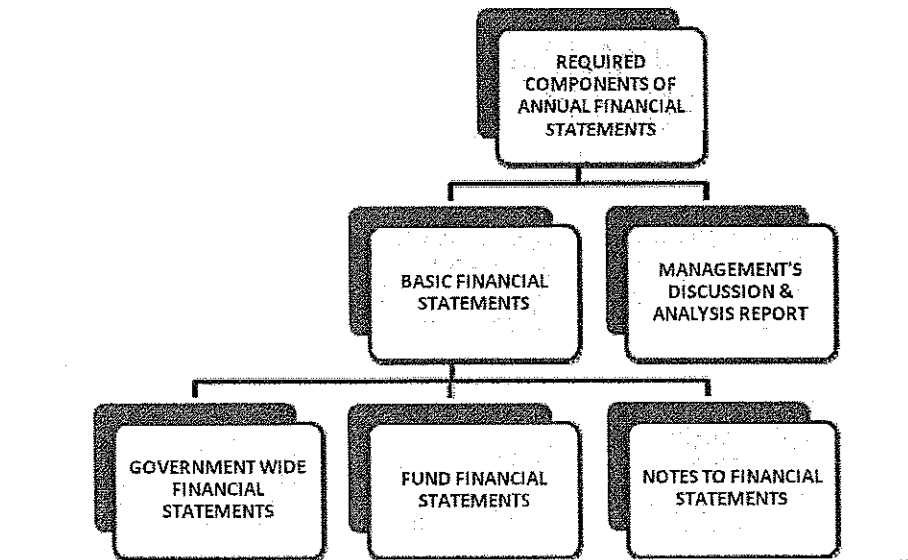 REQUIRED
COMPONENTS OF
ANNUAL FINANCIAL
STATEMENTS
BASIC FINANCIAL
STATEMENTS
MANAGEMENT'S
DISCUSSION &
ANALYSIS REPORT
GOVERNMENT WIDE
FINANCIAL
STATEMENTS
FUND FINANCIAL
STATEMENTS
NOTES TO FINANCIAL
STATEMENTS